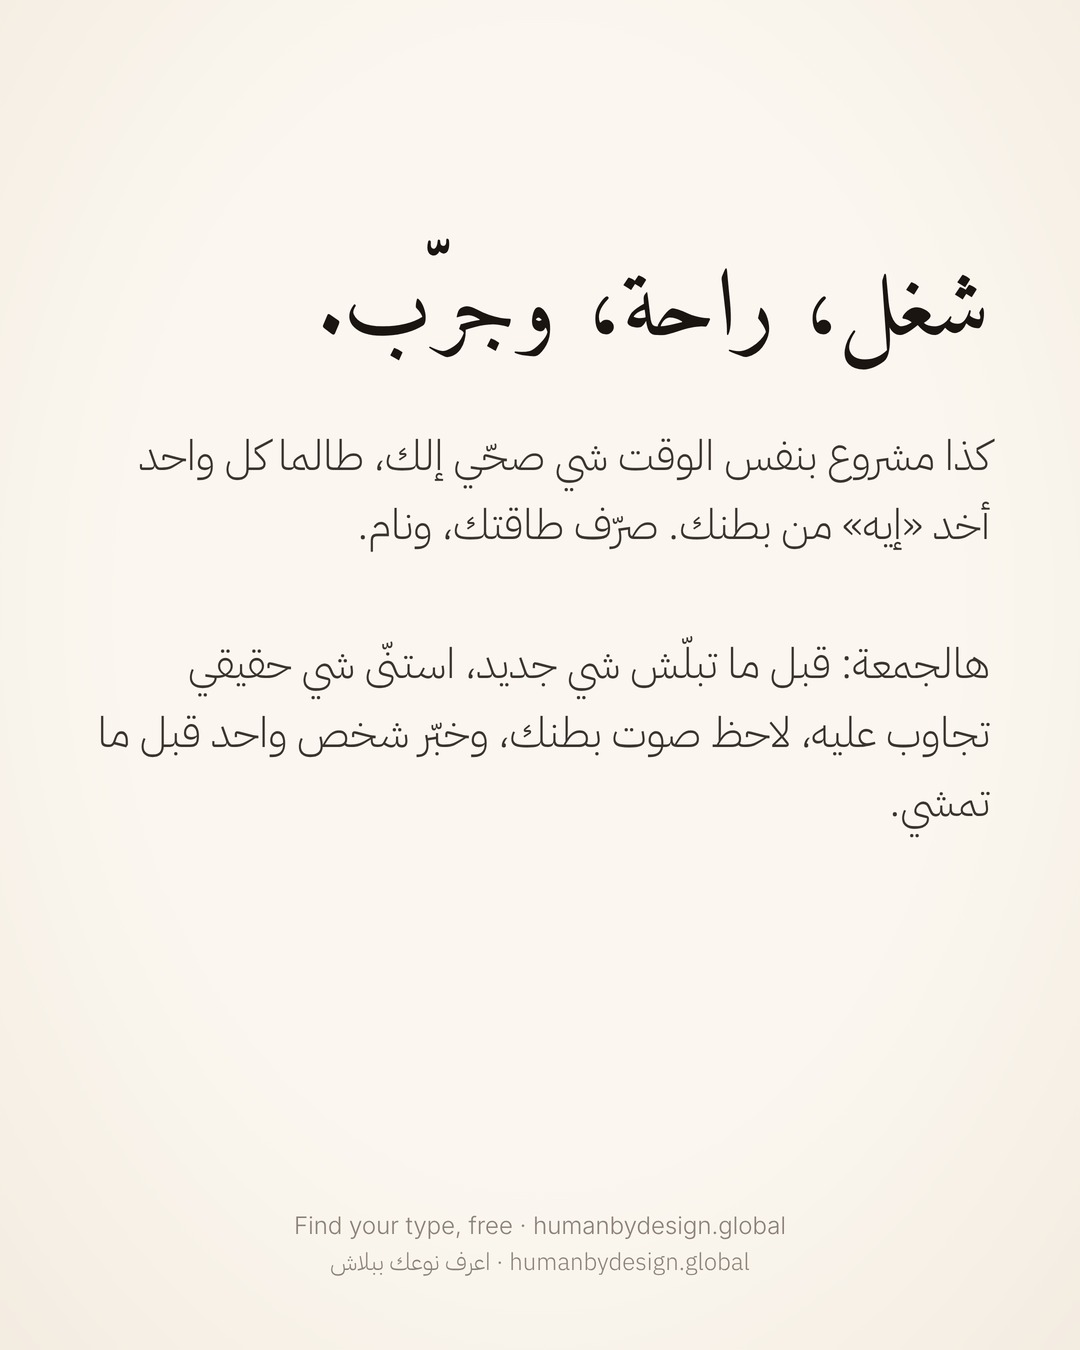 شغل، راحة، وجرّب.
كذا مشروع بنفس الوقت شي صحّي إلك، طالما كل واحد
أخد «إيه» من بطنك. صرّف طاقتك، ونام.
هالجمعة: قبل ما تبلّش شي جديد، استنّى شي حقيقي
تجاوب عليه، لاحظ صوت بطنك، وخبّر شخص واحد قبل ما
تمشي.
Find your type, free · humanbydesign.global
اعرف نوعك ببلاش · humanbydesign.global